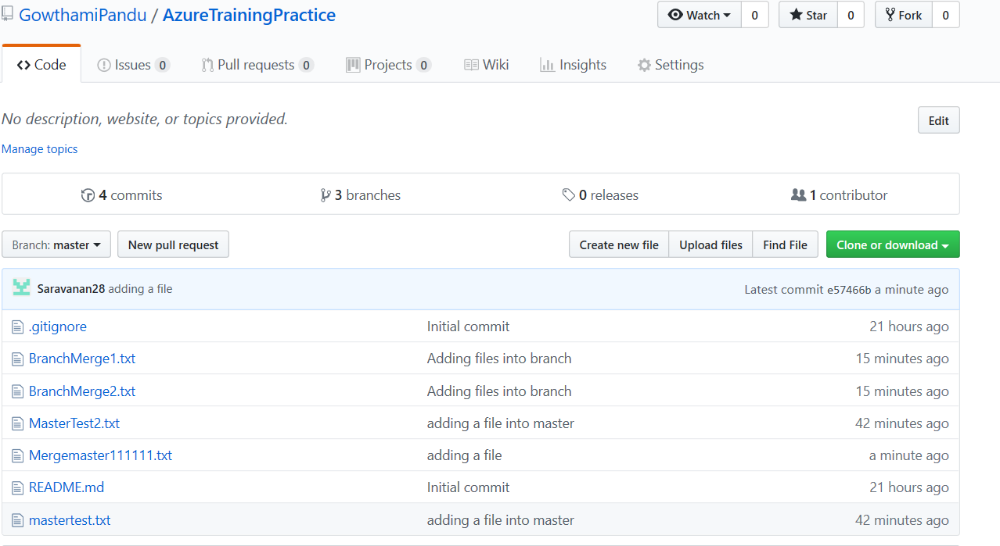 GowthamiPandu / AzureTrainingPractice Watch 0 Star 0 Fork 0
Code Issues 0 Pull requests 0 Projects 0 Wiki Insights Settings
No description, website, or topics provided. Edit
Manage topics
4 commits 3 branches 0 releases 1 contributor
Branch: master New pull request Create new file Upload files Find File Clone or download
Saravanan28 adding a file Latest commit e57466b a minute ago
.gitignore Initial commit 21 hours ago
BranchMerge1.txt Adding files into branch 15 minutes ago
BranchMerge2.txt Adding files into branch 15 minutes ago
MasterTest2.txt adding a file into master 42 minutes ago
Mergemaster111111.txt adding a file a minute ago
README.md Initial commit 21 hours ago
mastertest.txt adding a file into master 42 minutes ago